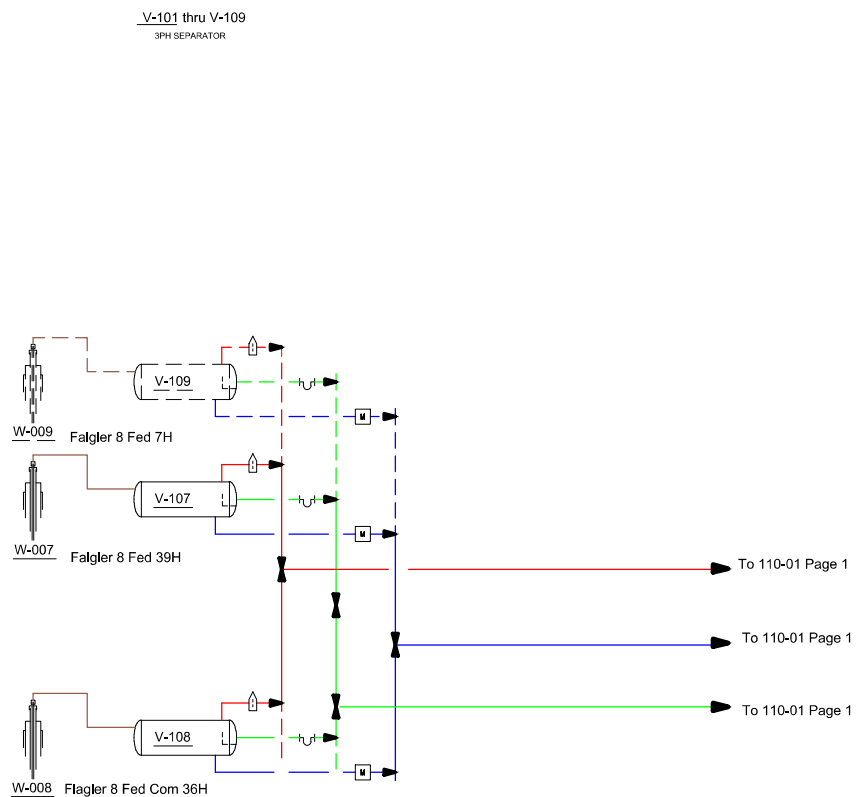 V-101 thru V-109
3PH SEPARATOR
V-109
M
W-009 Falgler 8 Fed 7H
V-107
M
W-007 Falgler 8 Fed 39H
To 110-01 Page 1
To 110-01 Page 1
To 110-01 Page 1
V-108
M
W-008 Flagler 8 Fed Com 36H